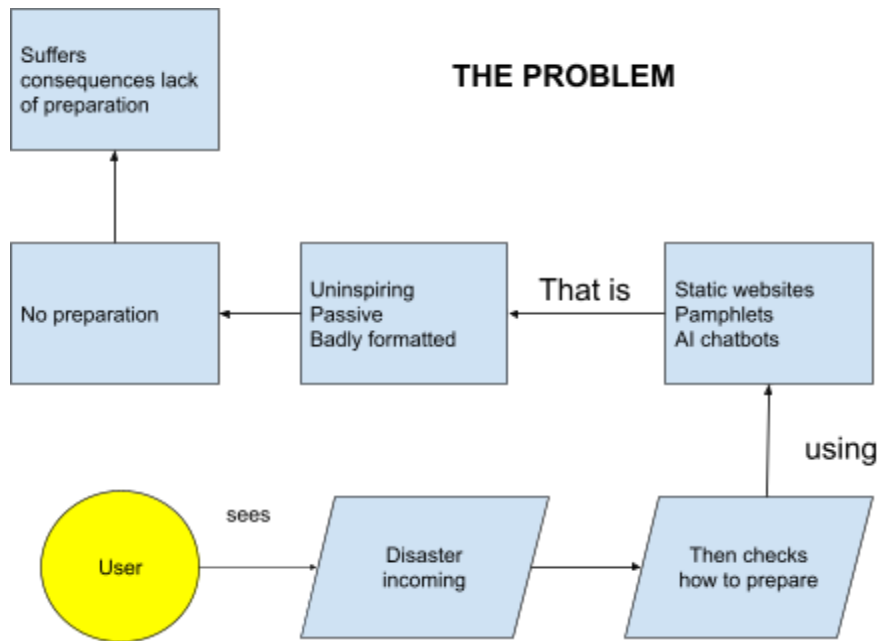 THE PROBLEM
User
sees
Disaster
incoming
Then checks
how to prepare
using
Static websites
Pamphlets
AI chatbots
That is
Uninspiring
Passive
Badly formatted
No preparation
Suffers
consequences lack
of preparation